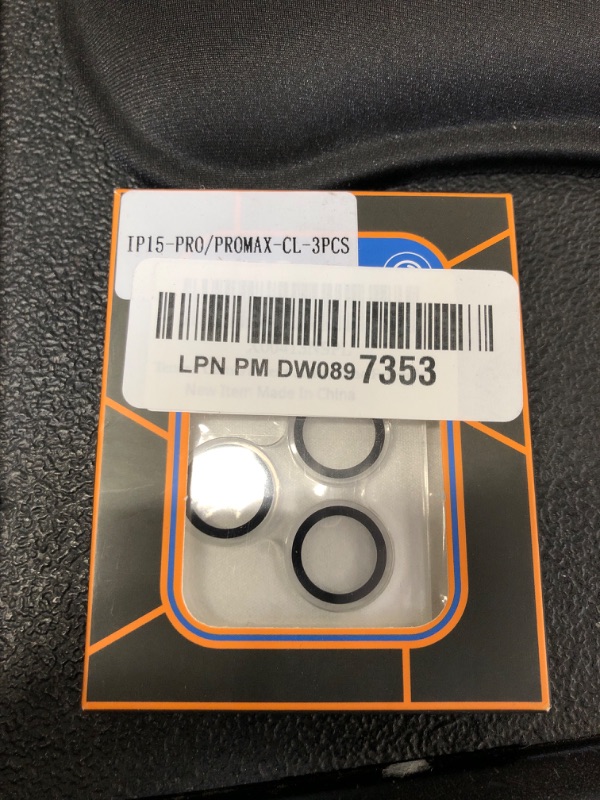 IP15-PRO/PROMAX-CL-3PCS
LPN PM DW089 7353
New Item Made In China